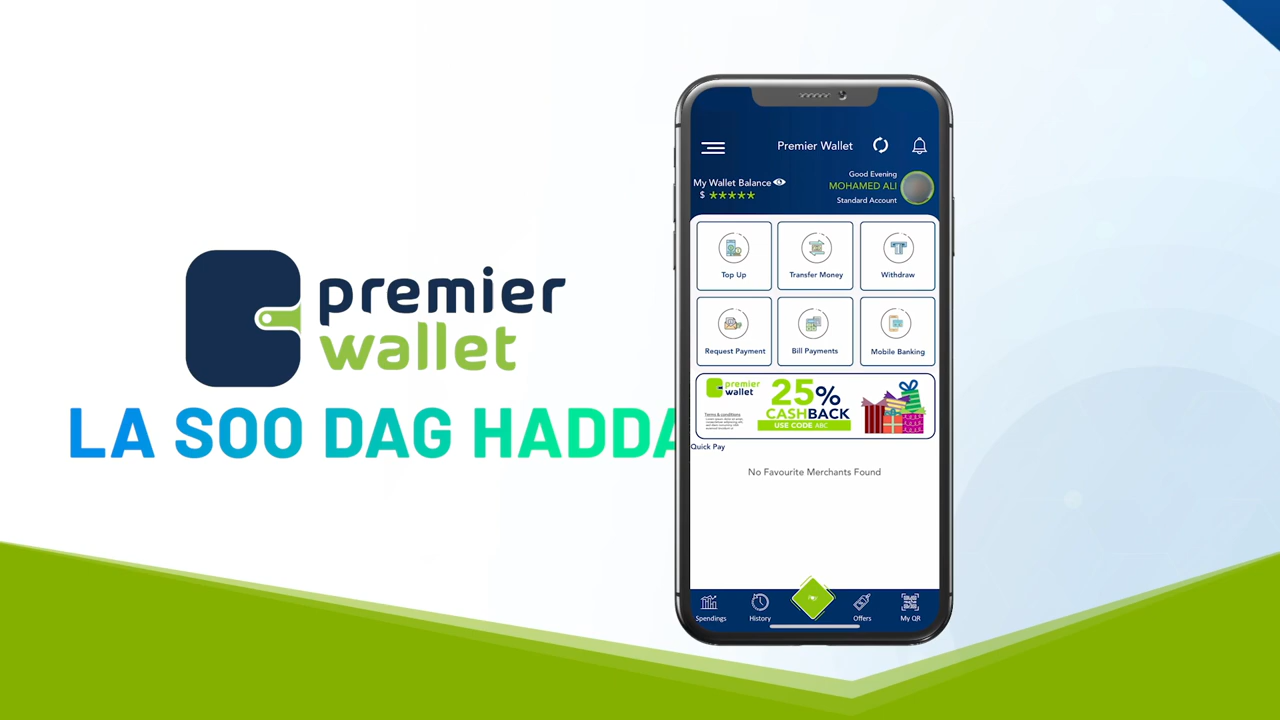 premier
wallet
LA SOO DAG HADDA
Premier Wallet
My Wallet Balance
$ *****
Good Evening
MOHAMED ALI
Standard Account
Top Up
Transfer Money
Withdraw
Request Payment
Bill Payments
Mobile Banking
premier
wallet
Terms & conditions
25%
CASHBACK
USE CODE ABC
Quick Pay
No Favourite Merchants Found
Spendings
History
Offers
My QR